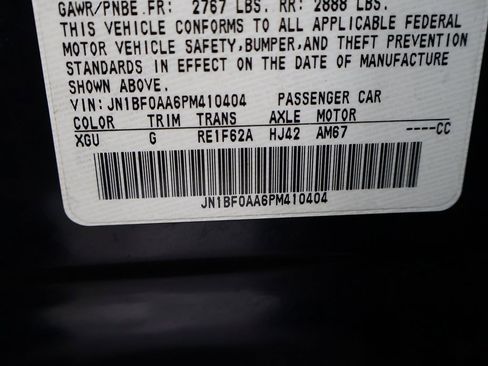 GAWR/PNBE.FR: 2767 LBS. RR: 2888 LBS.
THIS VEHICLE CONFORMS TO ALL APPLICABLE FEDERAL
MOTOR VEHICLE SAFETY,BUMPER,AND THEFT PREVENTION
STANDARDS IN EFFECT ON THE DATE OF MANUFACTURE
SHOWN ABOVE.
VIN:JN1BF0AA6PM410404 PASSENGER CAR
COLOR TRIM TRANS AXLE MOTOR
XGU G RE1F62A HJ42 AM67 ----CC
JN1BF0AA6PM410404